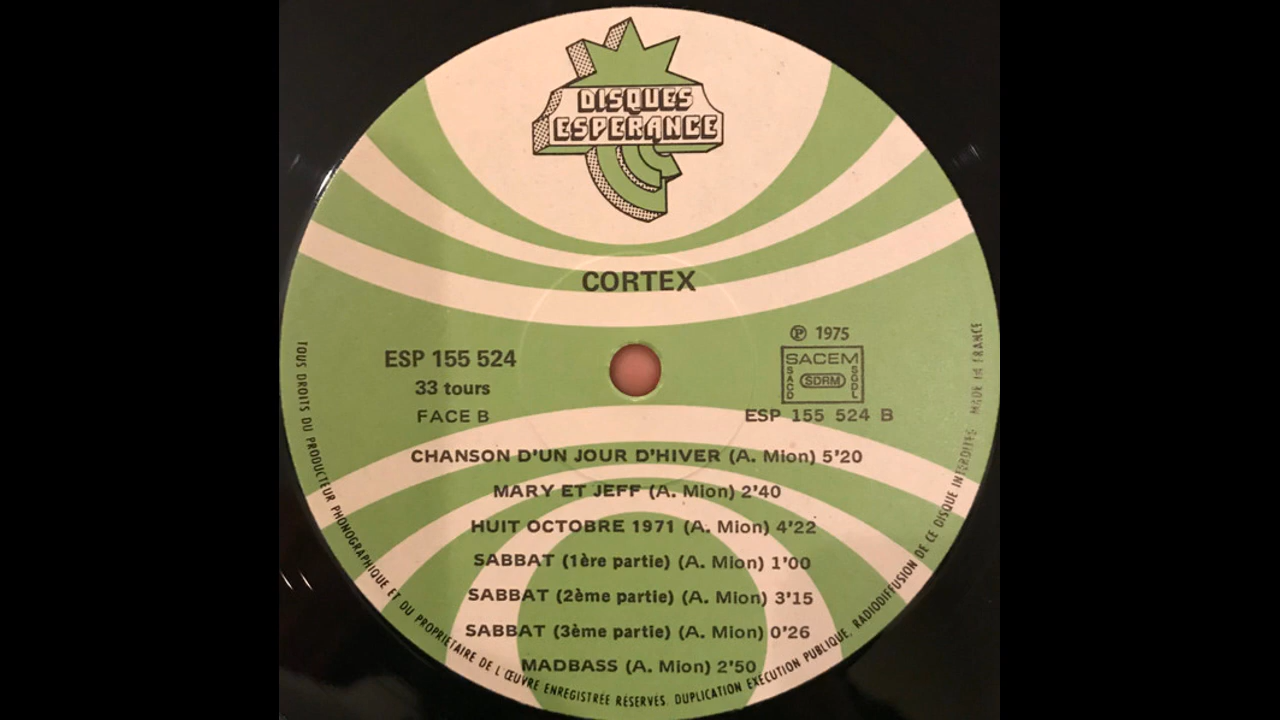 DISQUES
ESPERANCE
CORTEX
ESP 155 524
33 tours
FACE B
Ⓟ 1975
SACEM
SACD
SDRM
SGDL
ESP 155 524 B
CHANSON D'UN JOUR D'HIVER (A. Mion) 5'20
MARY ET JEFF (A. Mion) 2'40
HUIT OCTOBRE 1971 (A. Mion) 4'22
SABBAT (1ère partie) (A. Mion) 1'00
SABBAT (2ème partie) (A. Mion) 3'15
SABBAT (3ème partie) (A. Mion) 0'26
MADBASS (A. Mion) 2'50
TOUS DROITS DU PRODUCTEUR PHONOGRAPHIQUE ET DU PROPRIETAIRE DE L'ŒUVRE ENREGISTRÉE RÉSERVÉS. DUPLICATION EXECUTION PUBLIQUE, RADIODIFFUSION DE CE DISQUE INTERDITES MADE IN FRANCE